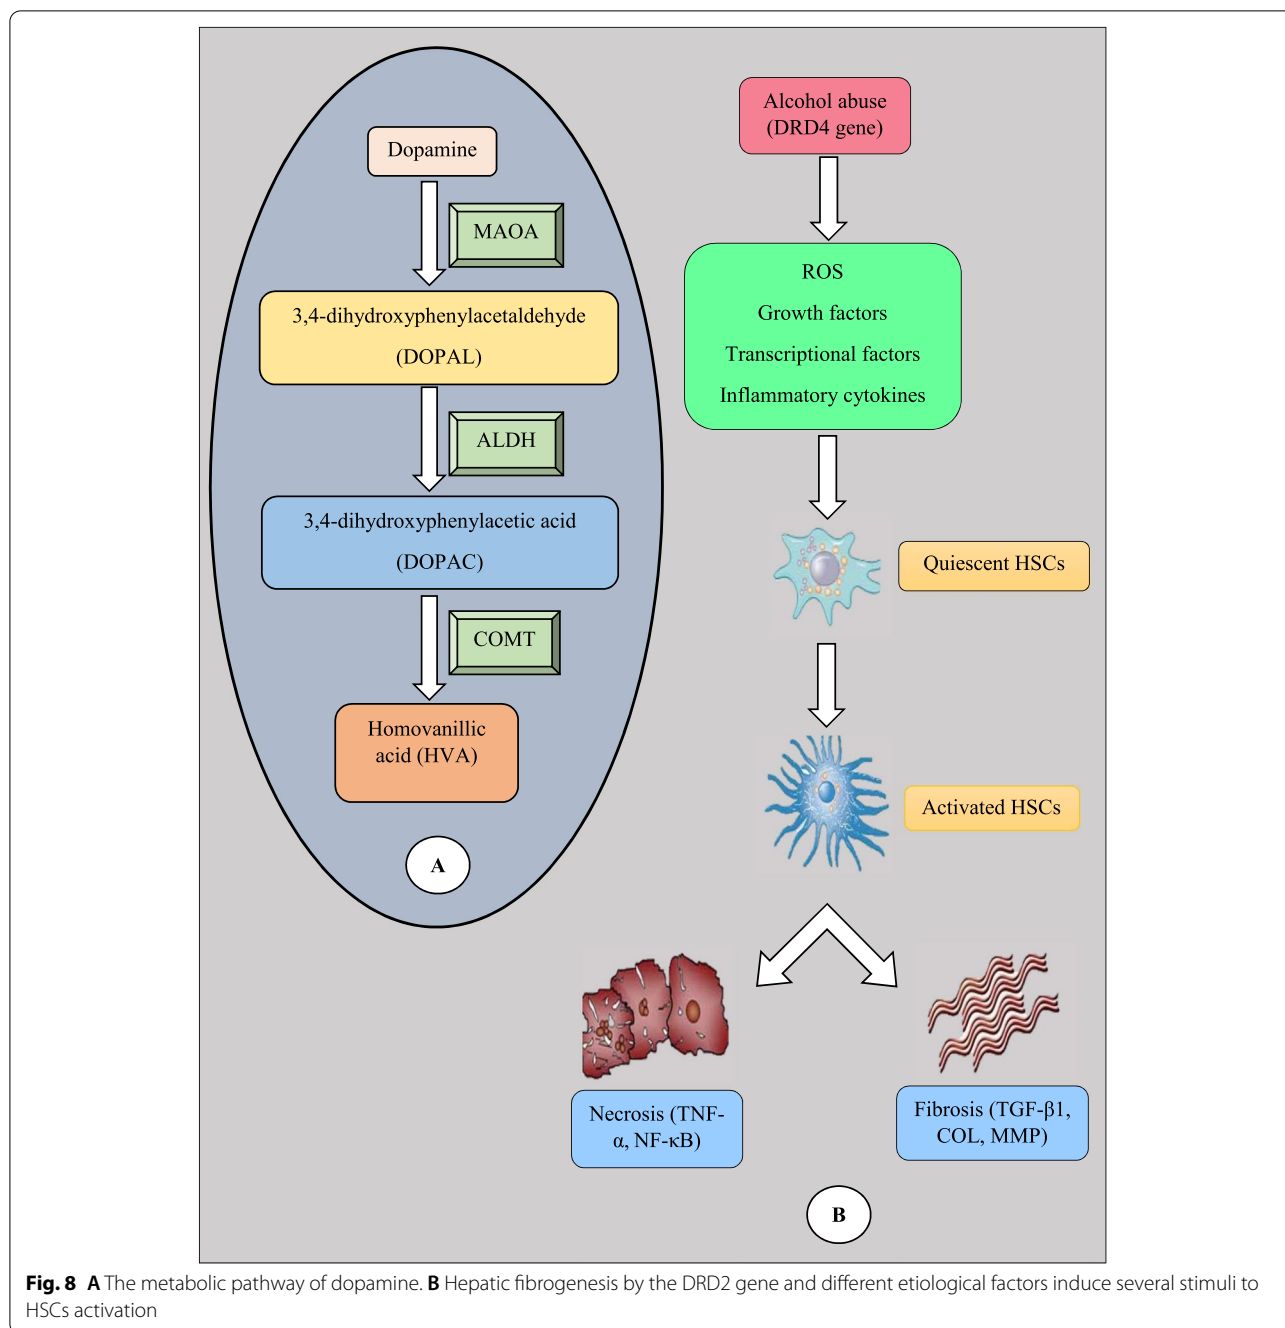 Dopamine
MAOA
3,4-dihydroxyphenylacetaldehyde
(DOPAL)
ALDH
3,4-dihydroxyphenylacetic acid
(DOPAC)
COMT
Homovanillic
acid (HVA)
A
Alcohol abuse
(DRD4 gene)
ROS
Growth factors
Transcriptional factors
Inflammatory cytokines
Quiescent HSCs
Activated HSCs
Necrosis (TNF-
α, NF-κB)
Fibrosis (TGF-β1,
COL, MMP)
B
Fig. 8 A The metabolic pathway of dopamine. B Hepatic fibrogenesis by the DRD2 gene and different etiological factors induce several stimuli to
HSCs activation